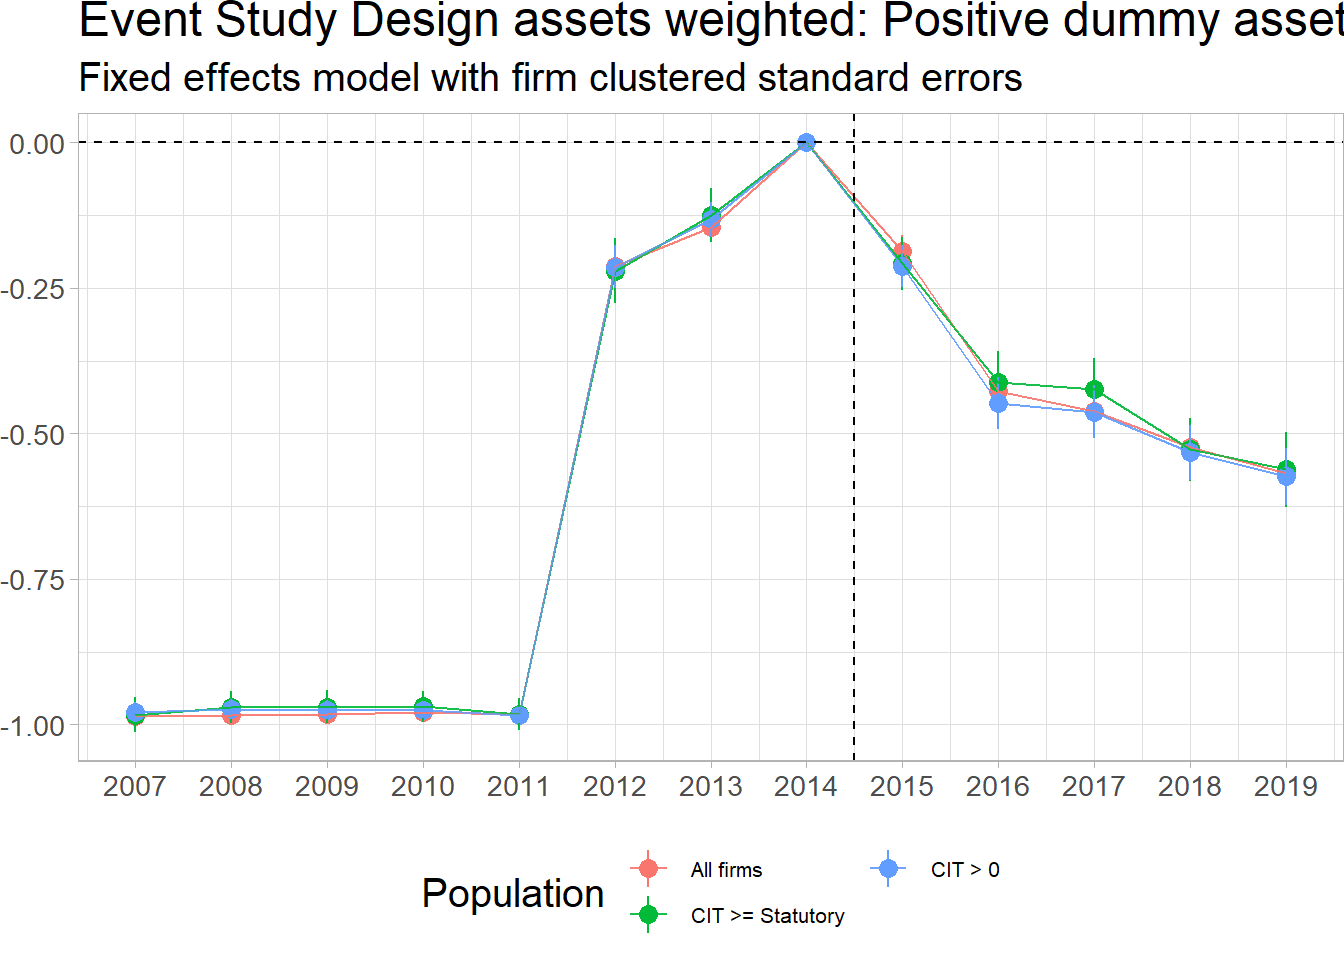 Event Study Design assets weighted: Positive dummy asset
Fixed effects model with firm clustered standard errors
0.00
-0.25
-0.50
-0.75
-1.00
2007 2008 2009 2010 2011 2012 2013 2014 2015 2016 2017 2018 2019
Population
All firms
CIT >= Statutory
CIT > 0